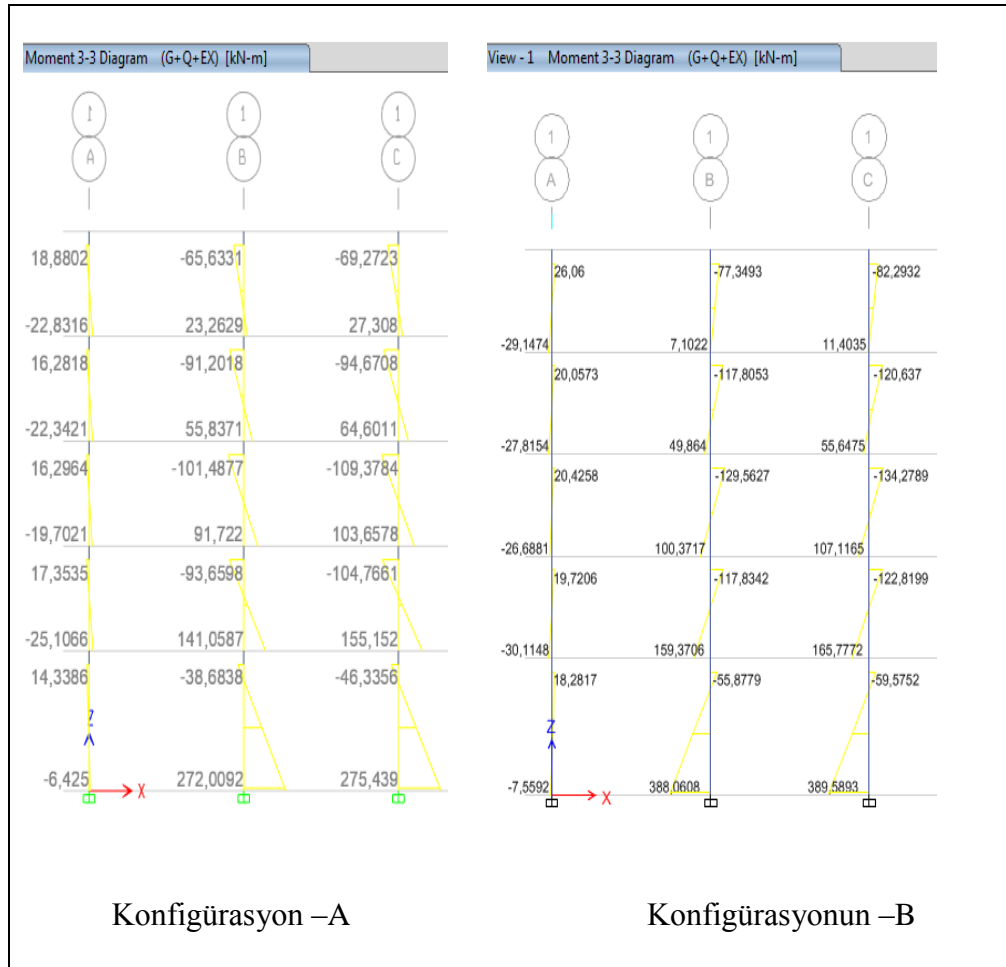 Moment 3-3 Diagram (G+Q+EX) [kN-m]
1 1 1
A B C
18,8802 -65,6331 -69,2723
-22,8316 23,2629 27,308
16,2818 -91,2018 -94,6708
-22,3421 55,8371 64,6011
16,2964 -101,4877 -109,3784
-19,7021 91,722 103,6578
17,3535 -93,6598 -104,7661
-25,1066 141,0587 155,152
14,3386 -38,6838 -46,3356
Z
-6,425 X 272,0092 275,439
Konfigürasyon –A
View - 1 Moment 3-3 Diagram (G+Q+EX) [kN-m]
1 1 1
A B C
26,06 -77,3493 -82,2932
-29,1474 7,1022 11,4035
20,0573 -117,8053 -120,637
-27,8154 49,864 55,6475
20,4258 -129,5627 -134,2789
-26,6881 100,3717 107,1165
19,7206 -117,8342 -122,8199
-30,1148 159,3706 165,7772
18,2817 -55,8779 -59,5752
Z
-7,5592 X 388,0608 389,5893
Konfigürasyonun –B